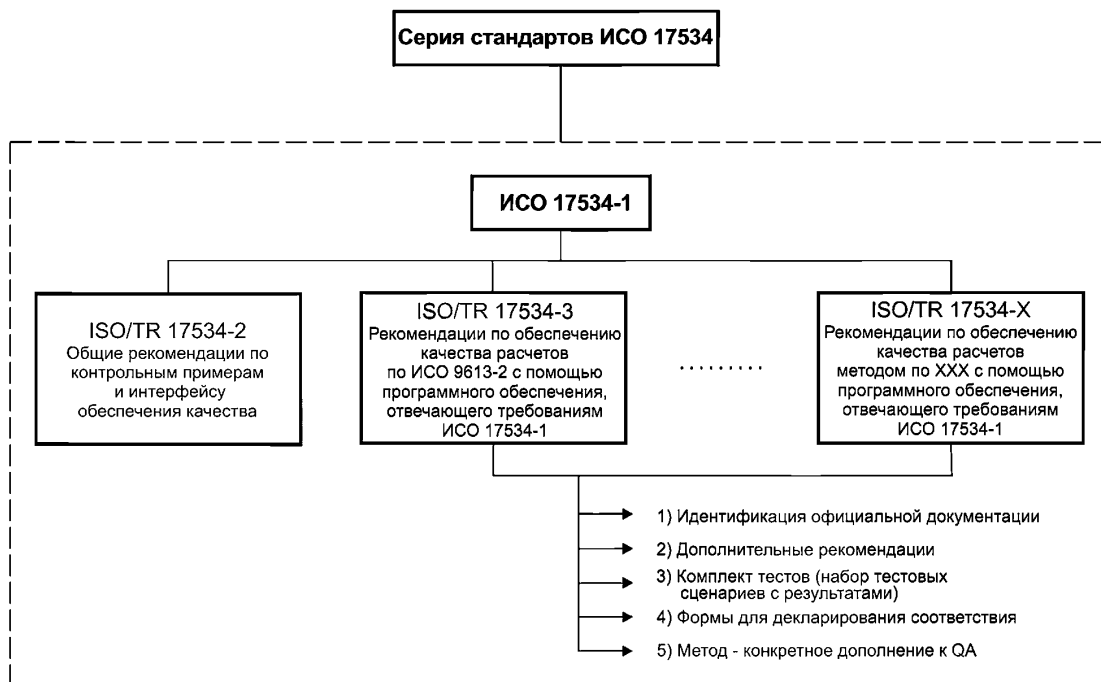 Серия стандартов ИСО 17534
ИСО 17534-1
ISO/TR 17534-2
Общие рекомендации по
контрольным примерам
и интерфейсу
обеспечения качества
ISO/TR 17534-3
Рекомендации по обеспечению
качества расчетов
по ИСО 9613-2 с помощью
программного обеспечения,
отвечающего требованиям
ИСО 17534-1
.........
ISO/TR 17534-X
Рекомендации по обеспечению
качества расчетов
методом по XXX с помощью
программного обеспечения,
отвечающего требованиям
ИСО 17534-1
1) Идентификация официальной документации
2) Дополнительные рекомендации
3) Комплект тестов (набор тестовых
сценариев с результатами)
4) Формы для декларирования соответствия
5) Метод - конкретное дополнение к QA